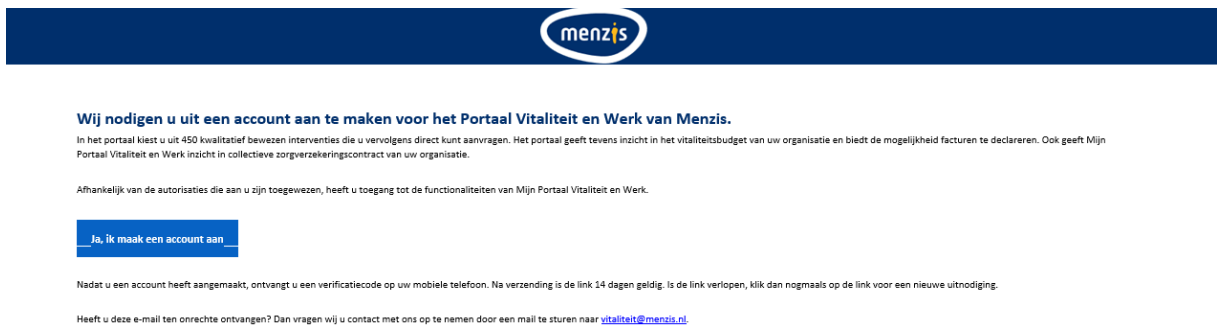 menzis
Wij nodigen u uit een account aan te maken voor het Portaal Vitaliteit en Werk van Menzis.
In het portaal kiest u uit 450 kwalitatief bewezen interventies die u vervolgens direct kunt aanvragen. Het portaal geeft tevens inzicht in het vitaliteitsbudget van uw organisatie en biedt de mogelijkheid facturen te declareren. Ook geeft Mijn
Portaal Vitaliteit en Werk inzicht in collectieve zorgverzekeringscontract van uw organisatie.
Afhankelijk van de autorisaties die aan u zijn toegewezen, heeft u toegang tot de functionaliteiten van Mijn Portaal Vitaliteit en Werk.
Ja, ik maak een account aan
Nadat u een account heeft aangemaakt, ontvangt u een verificatiecode op uw mobiele telefoon. Na verzending is de link 14 dagen geldig. Is de link verlopen, klik dan nogmaals op de link voor een nieuwe uitnodiging.
Heeft u deze e-mail ten onrechte ontvangen? Dan vragen wij u contact met ons op te nemen door een mail te sturen naar vitaliteit@menzis.nl.